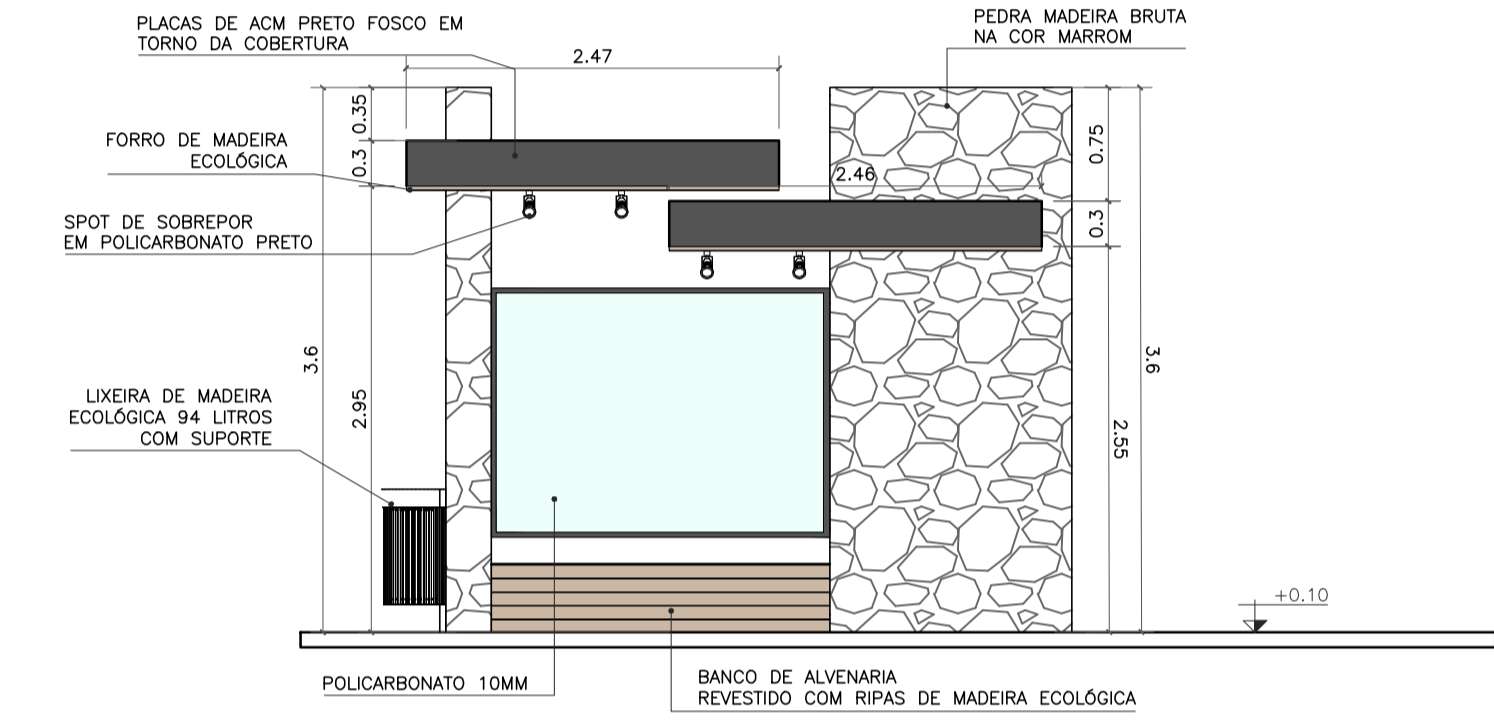 PLACAS DE ACM PRETO FOSCO EM
TORNO DA COBERTURA
PEDRA MADEIRA BRUTA
NA COR MARROM
2.47
0.35
0.3
FORRO DE MADEIRA
ECOLÓGICA
0.75
2.46
0.3
SPOT DE SOBREPOR
EM POLICARBONATO PRETO
3.6
2.95
3.6
2.55
LIXEIRA DE MADEIRA
ECOLÓGICA 94 LITROS
COM SUPORTE
+0.10
POLICARBONATO 10MM
BANCO DE ALVENARIA
REVESTIDO COM RIPAS DE MADEIRA ECOLÓGICA